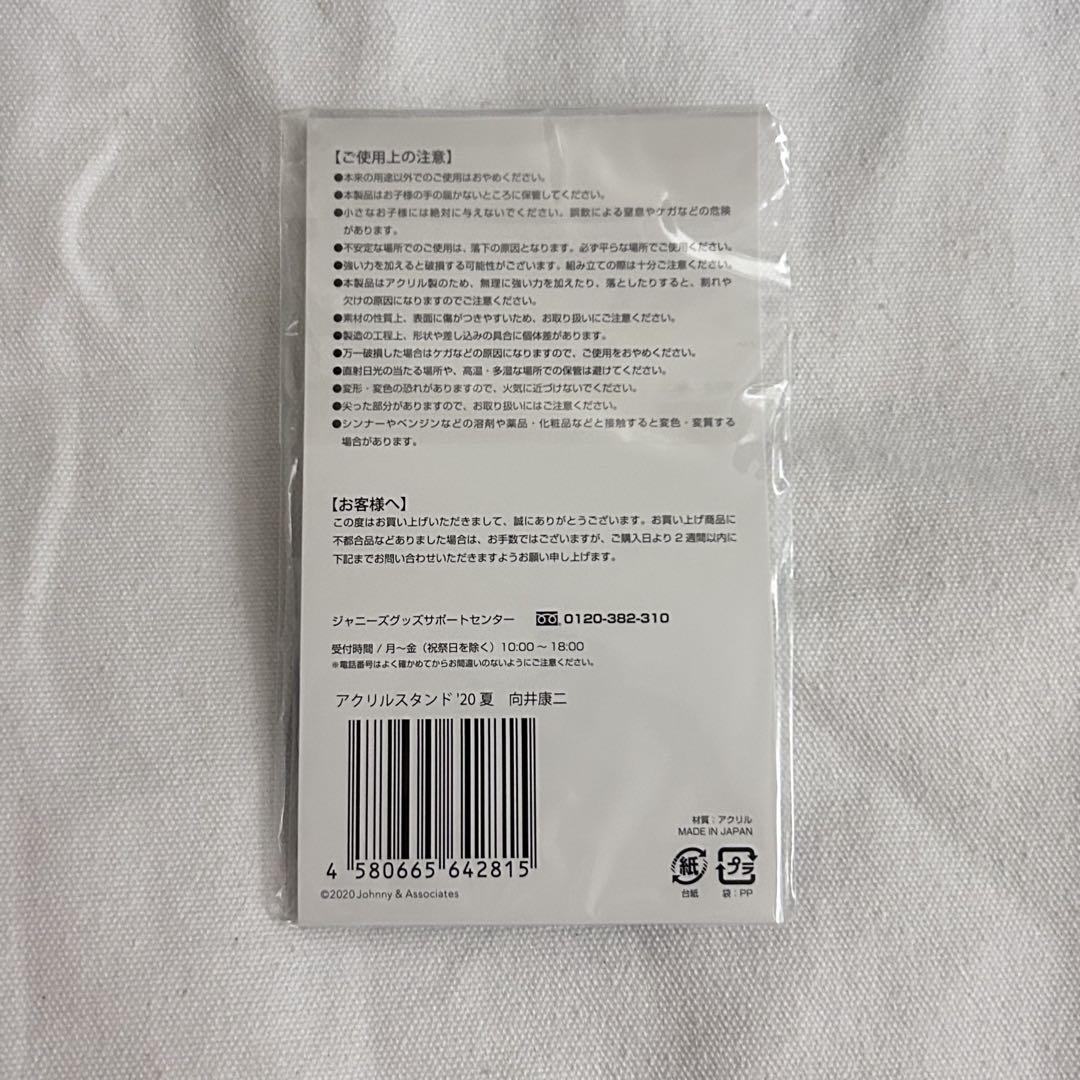 【ご使用上の注意】
●本来の用途以外でのご使用はおやめください。
●本製品はお子様の手の届かないところに保管してください。
●小さなお子様には絶対に与えないでください。誤飲による窒息やケガなどの危険
があります。
●不安定な場所でのご使用は、落下の原因となります。必ず平らな場所でご使用ください。
●強い力を加えると破損する可能性がございます。組み立ての際は十分ご注意ください。
●本製品はアクリル製のため、無理に強い力を加えたり、落としたりすると、割れや
欠けの原因になりますのでご注意ください。
●素材の性質上、表面に傷がつきやすいため、お取り扱いにご注意ください。
●製造の工程上、形状や差し込みの具合に個体差があります。
●万一破損した場合はケガなどの原因になりますので、ご使用をおやめください。
●直射日光の当たる場所や、高温・多湿な場所での保管は避けてください。
●変形・変色の恐れがありますので、火気に近づけないでください。
●尖った部分がありますので、お取り扱いにはご注意ください。
●シンナーやベンジンなどの溶剤や薬品・化粧品などと接触すると変色・変質する
場合があります。
【お客様へ】
この度はお買い上げいただきまして、誠にありがとうございます。お買い上げ商品に
不都合品などありました場合は、お手数ではございますが、ご購入日より2週間以内に
下記までお問い合わせいただきますようお願い申し上げます。
ジャニーズグッズサポートセンター 0120-382-310
受付時間 / 月～金（祝祭日を除く）10:00～18:00
※電話番号はよく確かめてからお間違いのないようにご注意ください。
アクリルスタンド '20 夏 向井康二
4 580665 642815
©2020 Johnny & Associates
材質：アクリル
MADE IN JAPAN
紙 プラ
台紙 袋：PP